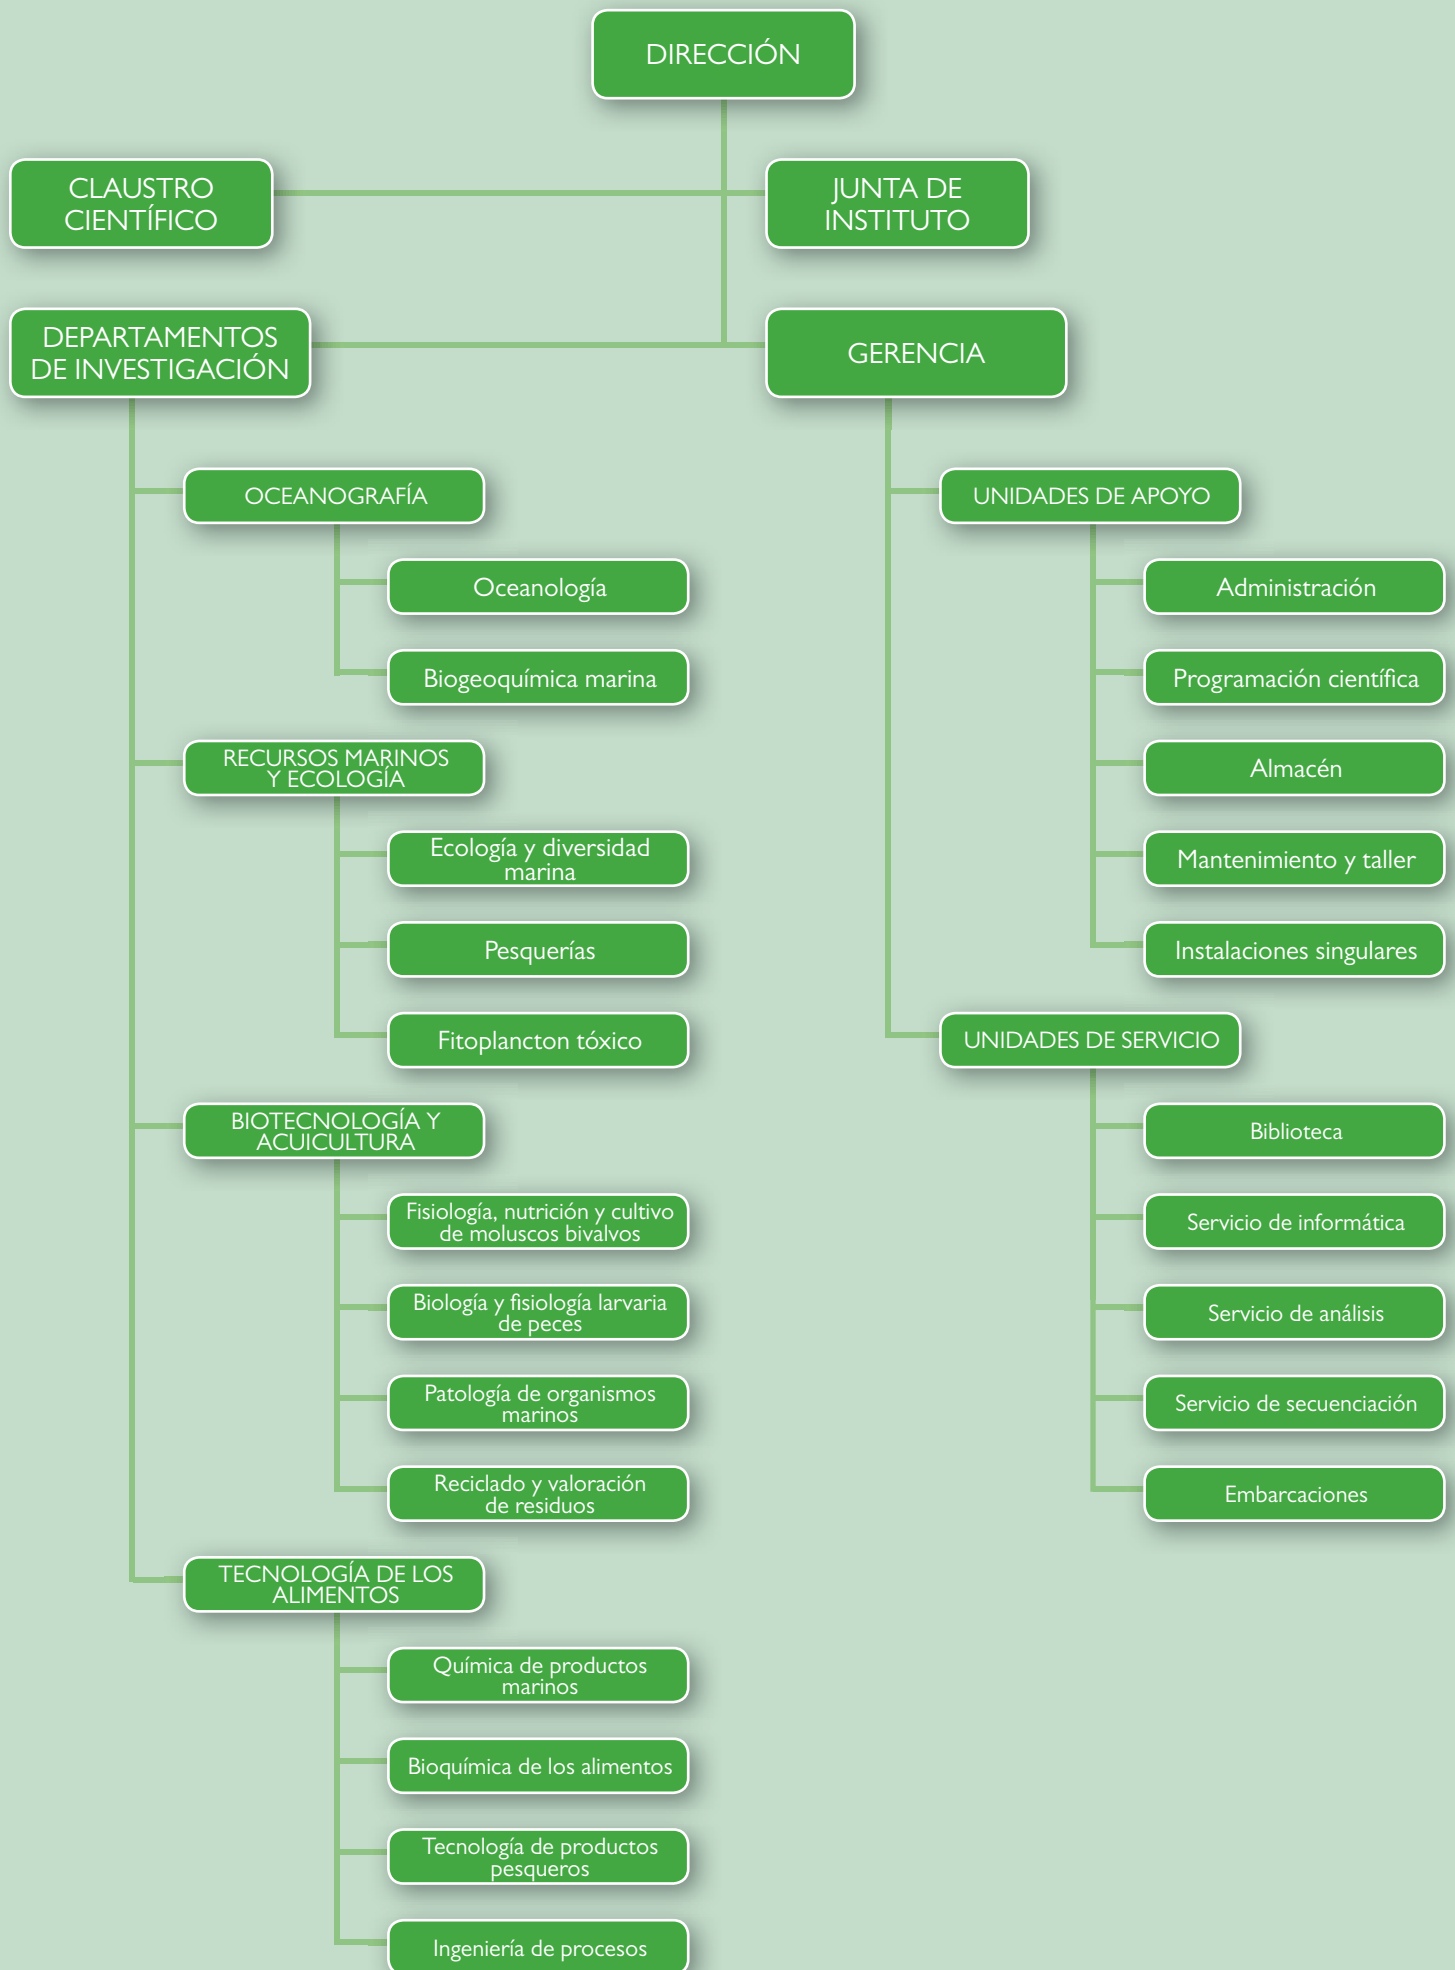 DIRECCIÓN
CLAUSTRO
CIENTÍFICO
JUNTA DE
INSTITUTO
DEPARTAMENTOS
DE INVESTIGACIÓN
GERENCIA
OCEANOGRAFÍA
Oceanología
Biogeoquímica marina
RECURSOS MARINOS
Y ECOLOGÍA
Ecología y diversidad
marina
Pesquerías
Fitoplancton tóxico
BIOTECNOLOGÍA Y
ACUICULTURA
Fisiología, nutrición y cultivo
de moluscos bivalvos
Biología y fisiología larvaria
de peces
Patología de organismos
marinos
Reciclado y valoración
de residuos
TECNOLOGÍA DE LOS
ALIMENTOS
Química de productos
marinos
Bioquímica de los alimentos
Tecnología de productos
pesqueros
Ingeniería de procesos
UNIDADES DE APOYO
Administración
Programación científica
Almacén
Mantenimiento y taller
Instalaciones singulares
UNIDADES DE SERVICIO
Biblioteca
Servicio de informática
Servicio de análisis
Servicio de secuenciación
Embarcaciones